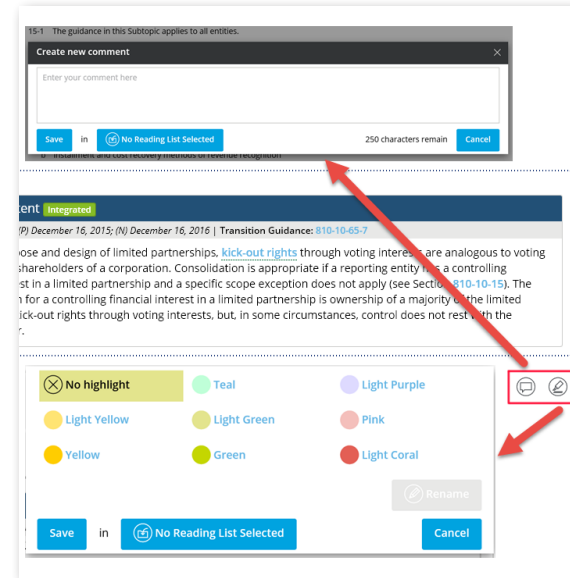 15-1 The guidance in this Subtopic applies to all entities.
Create new comment
Enter your comment here
Save in No Reading List Selected 250 characters remain Cancel
Installment and cost recovery methods of revenue recognition
tent Integrated
(P) December 16, 2015; (N) December 16, 2016 | Transition Guidance: 810-10-65-7
ose and design of limited partnerships, kick-out rights through voting interests are analogous to voting
shareholders of a corporation. Consolidation is appropriate if a reporting entity has a controlling
est in a limited partnership and a specific scope exception does not apply (see Section 810-10-15). The
n for a controlling financial interest in a limited partnership is ownership of a majority of the limited
ick-out rights through voting interests, but, in some circumstances, control does not rest with the
r.
No highlight Teal Light Purple
Light Yellow Light Green Pink
Yellow Green Light Coral
Rename
Save in No Reading List Selected Cancel